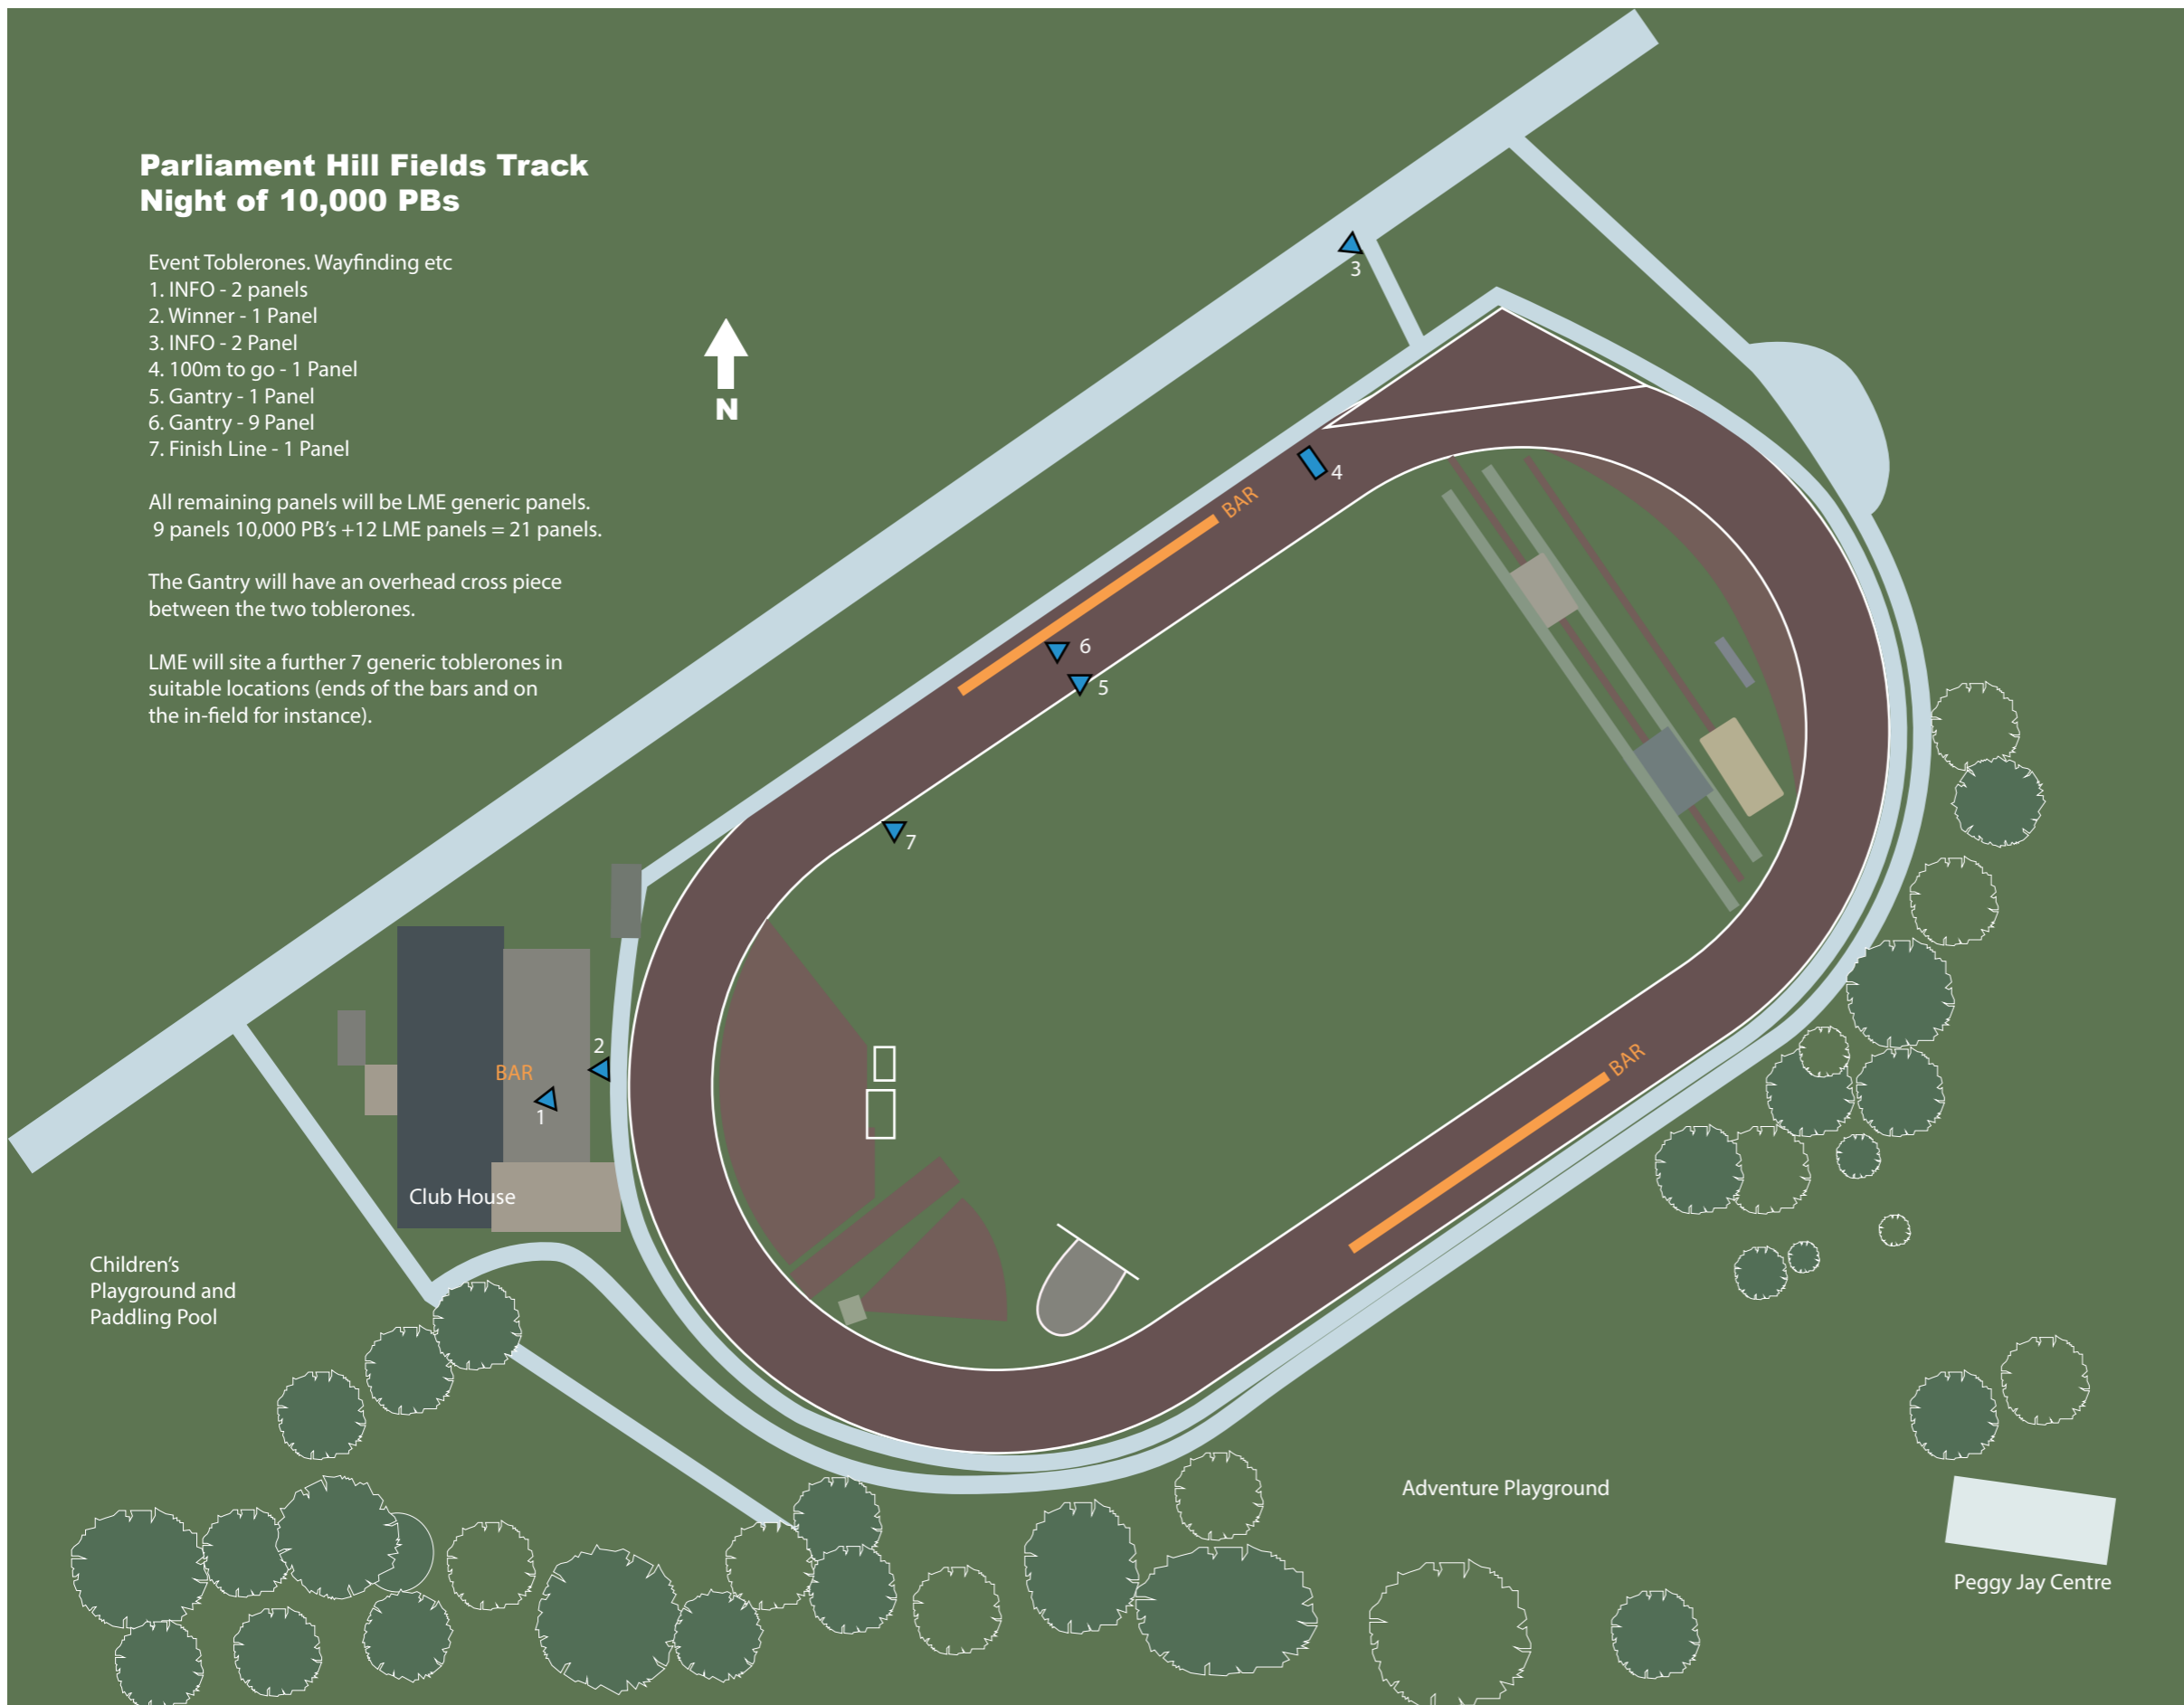 Parliament Hill Fields Track
Night of 10,000 PBs
Event Toblerones. Wayfinding etc
1. INFO - 2 panels
2. Winner - 1 Panel
3. INFO - 2 Panel
4. 100m to go - 1 Panel
5. Gantry - 1 Panel
6. Gantry - 9 Panel
7. Finish Line - 1 Panel
All remaining panels will be LME generic panels.
9 panels 10,000 PB's +12 LME panels = 21 panels.
The Gantry will have an overhead cross piece
between the two toblerones.
LME will site a further 7 generic toblerones in
suitable locations (ends of the bars and on
the in-field for instance).
N
3
4
BAR
6
5
7
2
BAR
1
BAR
Club House
Children's
Playground and
Paddling Pool
Adventure Playground
Peggy Jay Centre